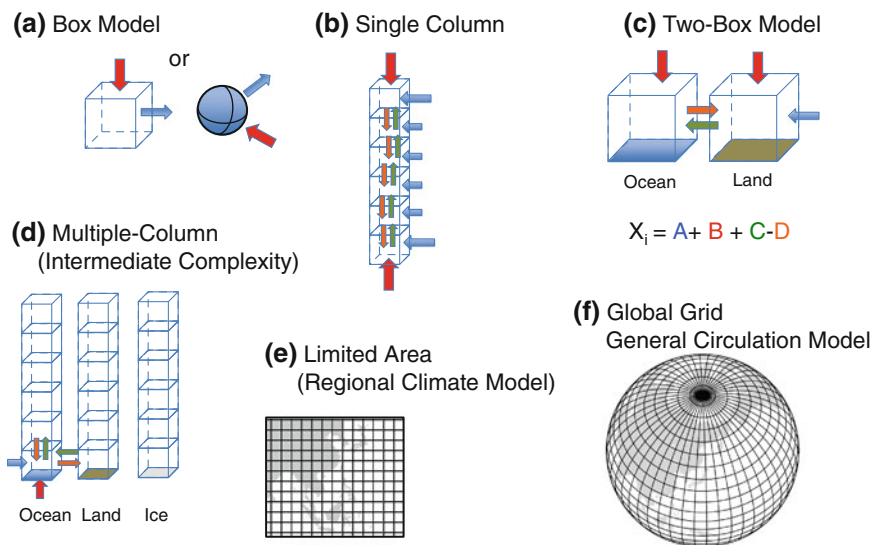 (a) Box Model
or
(b) Single Column
(c) Two-Box Model
Ocean Land
X_i = A+ B + C-D
(d) Multiple-Column
(Intermediate Complexity)
Ocean Land Ice
(e) Limited Area
(Regional Climate Model)
(f) Global Grid
General Circulation Model